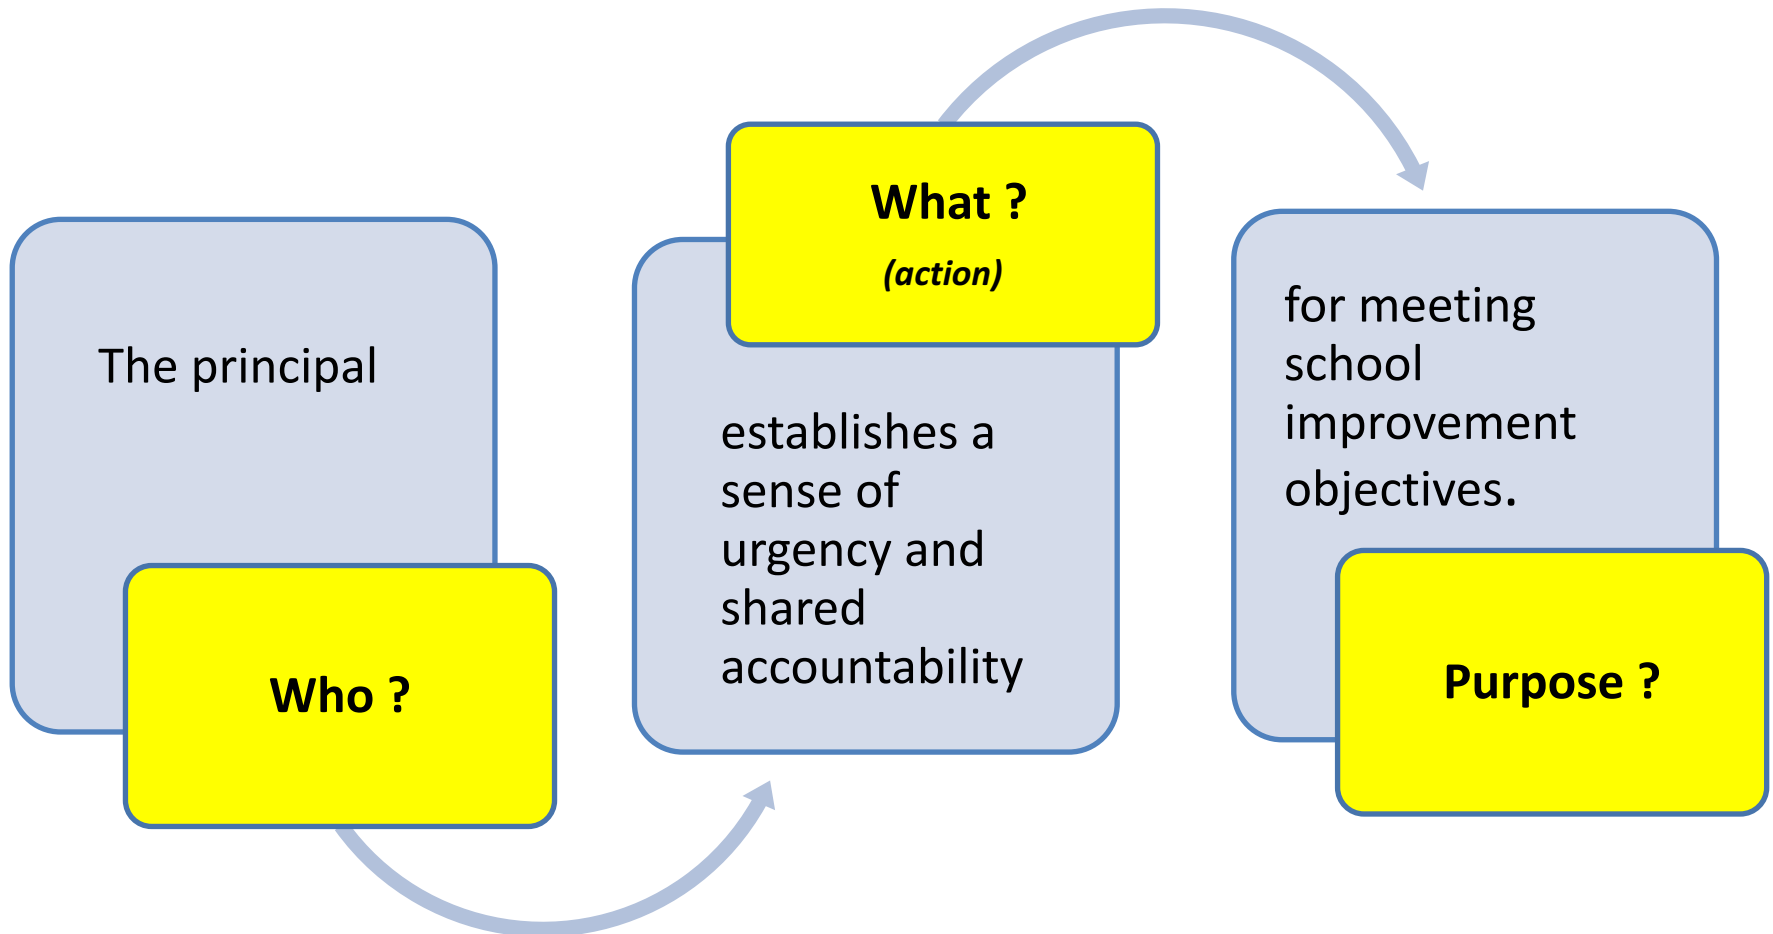 The principal
Who ?
What ?
(action)
establishes a
sense of
urgency and
shared
accountability
for meeting
school
improvement
objectives.
Purpose ?